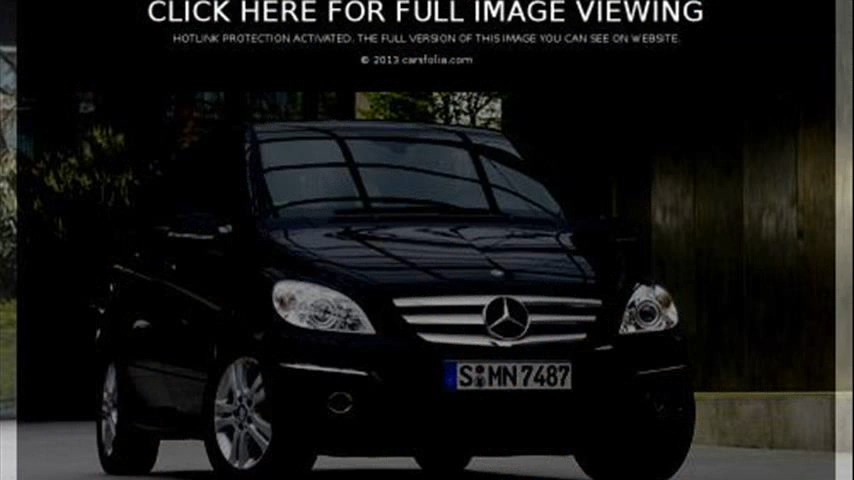 CLICK HERE FOR FULL IMAGE VIEWING
HOTLINK PROTECTION ACTIVATED. THE FULL VERSION OF THIS IMAGE YOU CAN SEE ON WEBSITE.
© 2013 carsfolia.com
S MN 7487